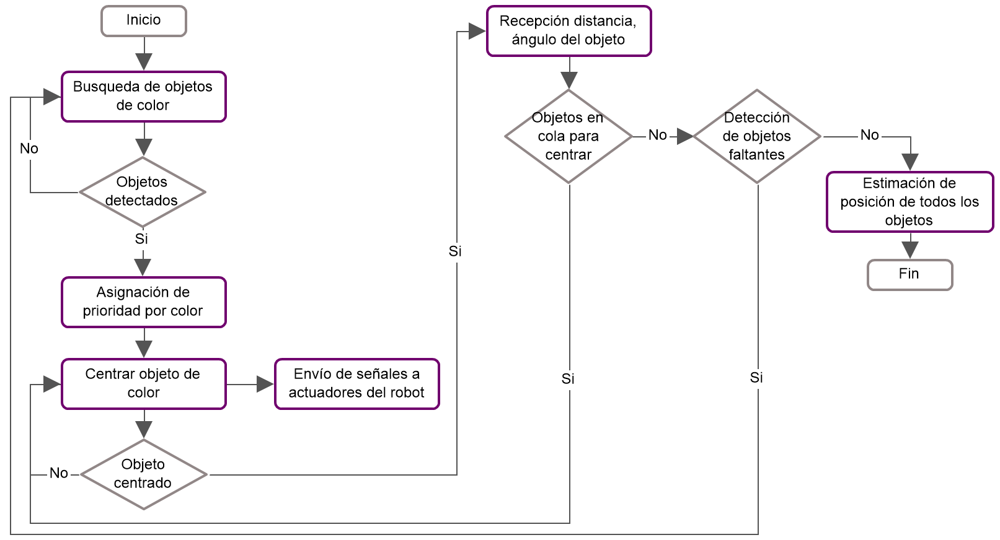 Inicio
Busqueda de objetos
de color
No
Objetos
detectados
Si
Asignación de
prioridad por color
Centrar objeto de
color
Envío de señales a
actuadores del robot
Objeto
centrado
No
Si
Recepción distancia,
ángulo del objeto
Objetos en
cola para
centrar
No
Si
Detección
de objetos
faltantes
No
Si
Estimación de
posición de todos los
objetos
Fin